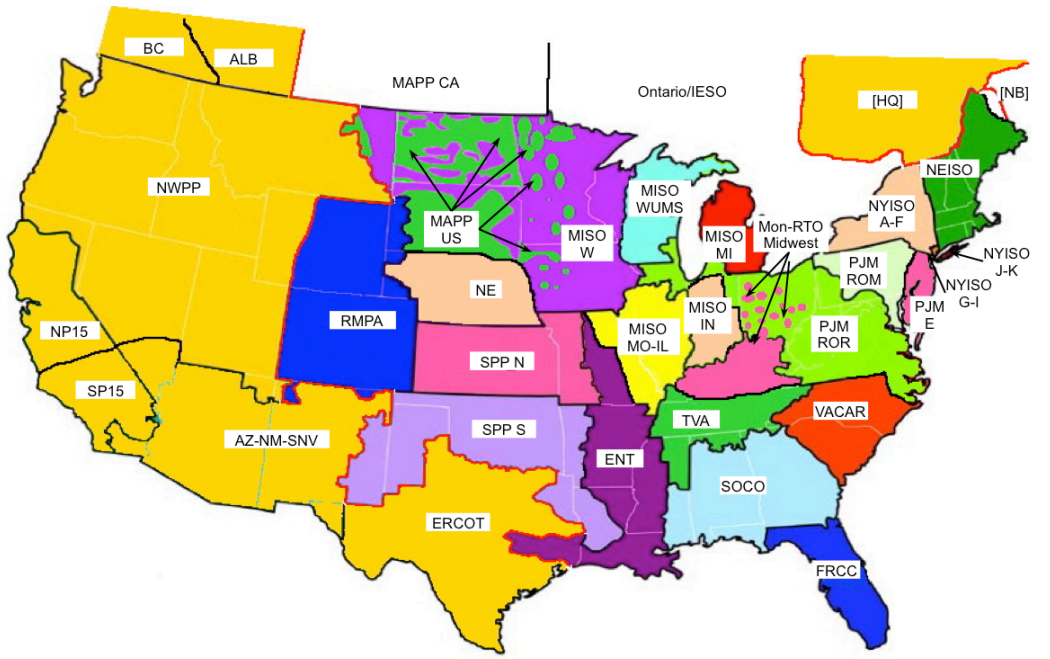 BC
ALB
MAPP CA
Ontario/IESO
[HQ]
[NB]
NWPP
MISO
WUMS
NEISO
NYISO
A-F
MAPP
US
MISO
W
MISO
MI
Mon-RTO
Midwest
NYISO
J-K
PJM
ROM
NYISO
G-I
NE
PJM
E
RMPA
MISO
IN
NP15
MISO
MO-IL
PJM
ROR
SPP N
SP15
VACAR
TVA
SPP S
AZ-NM-SNV
ENT
SOCO
ERCOT
FRCC